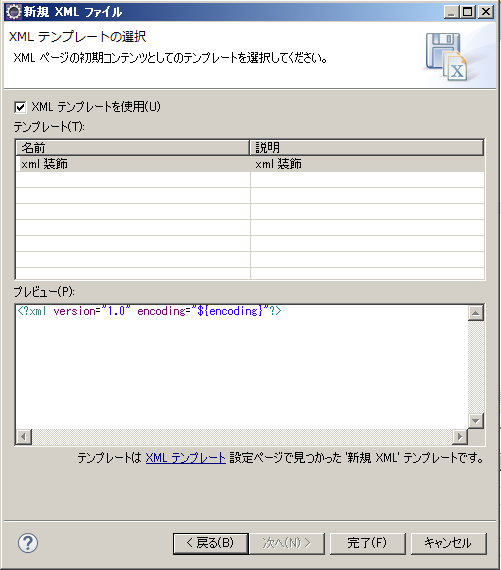 新規 XML ファイル
XML テンプレートの選択
XML ページの初期コンテンツとしてのテンプレートを選択してください。
XML テンプレートを使用(U)
テンプレート(T):
名前 説明
xml 装飾 xml 装飾
プレビュー(P):
<?xml version="1.0" encoding="${encoding}"?>
テンプレートは XML テンプレート 設定ページで見つかった '新規 XML' テンプレートです。
? < 戻る(B) 次へ(N) > 完了(F) キャンセル